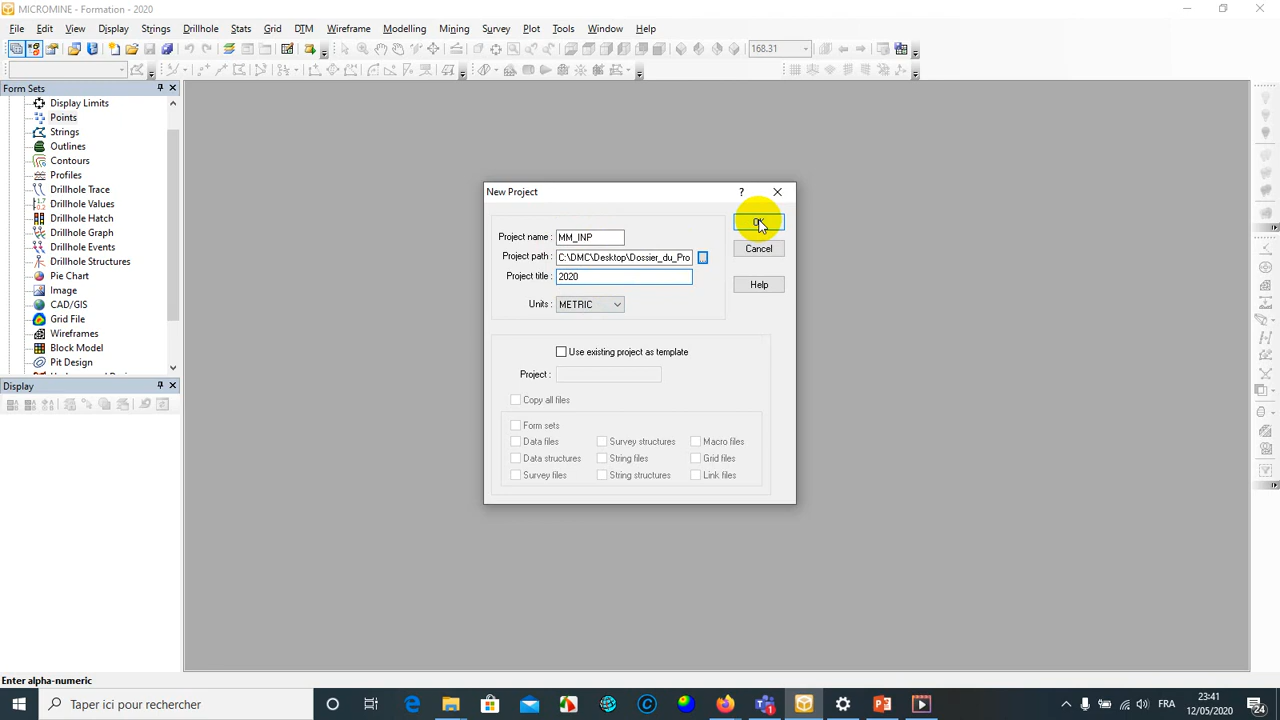 MICROMINE - Formation - 2020
File Edit View Display Strings Drillhole Stats Grid DTM Wireframe Modelling Mining Survey Plot Tools Window Help
168.31
Form Sets
Display Limits
Points
Strings
Outlines
Contours
Profiles
Drillhole Trace
Drillhole Values
Drillhole Hatch
Drillhole Graph
Drillhole Events
Drillhole Structures
Pie Chart
Image
CAD/GIS
Grid File
Wireframes
Block Model
Pit Design
Display
New Project
?
Project name : MM_INP
OK
Project path : C:\DMC\Desktop\Dossier_du_Pro ...
Cancel
Project title : 2020
Help
Units : METRIC
Use existing project as template
Project :
Copy all files
Form sets
Data files Survey structures Macro files
Data structures String files Grid files
Survey files String structures Link files
Enter alpha-numeric
Taper ici pour rechercher
FRA
23:41
12/05/2020
24